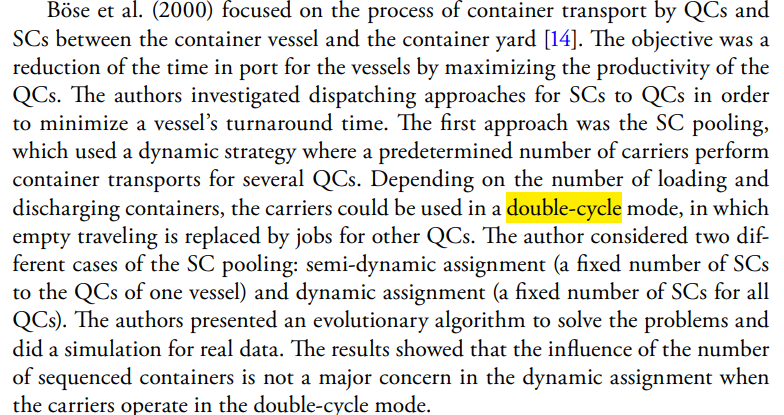 Böse et al. (2000) focused on the process of container transport by QCs and
SCs between the container vessel and the container yard [14]. The objective was a
reduction of the time in port for the vessels by maximizing the productivity of the
QCs. The authors investigated dispatching approaches for SCs to QCs in order
to minimize a vessel's turnaround time. The first approach was the SC pooling,
which used a dynamic strategy where a predetermined number of carriers perform
container transports for several QCs. Depending on the number of loading and
discharging containers, the carriers could be used in a double-cycle mode, in which
empty traveling is replaced by jobs for other QCs. The author considered two dif-
ferent cases of the SC pooling: semi-dynamic assignment (a fixed number of SCs
to the QCs of one vessel) and dynamic assignment (a fixed number of SCs for all
QCs). The authors presented an evolutionary algorithm to solve the problems and
did a simulation for real data. The results showed that the influence of the number
of sequenced containers is not a major concern in the dynamic assignment when
the carriers operate in the double-cycle mode.